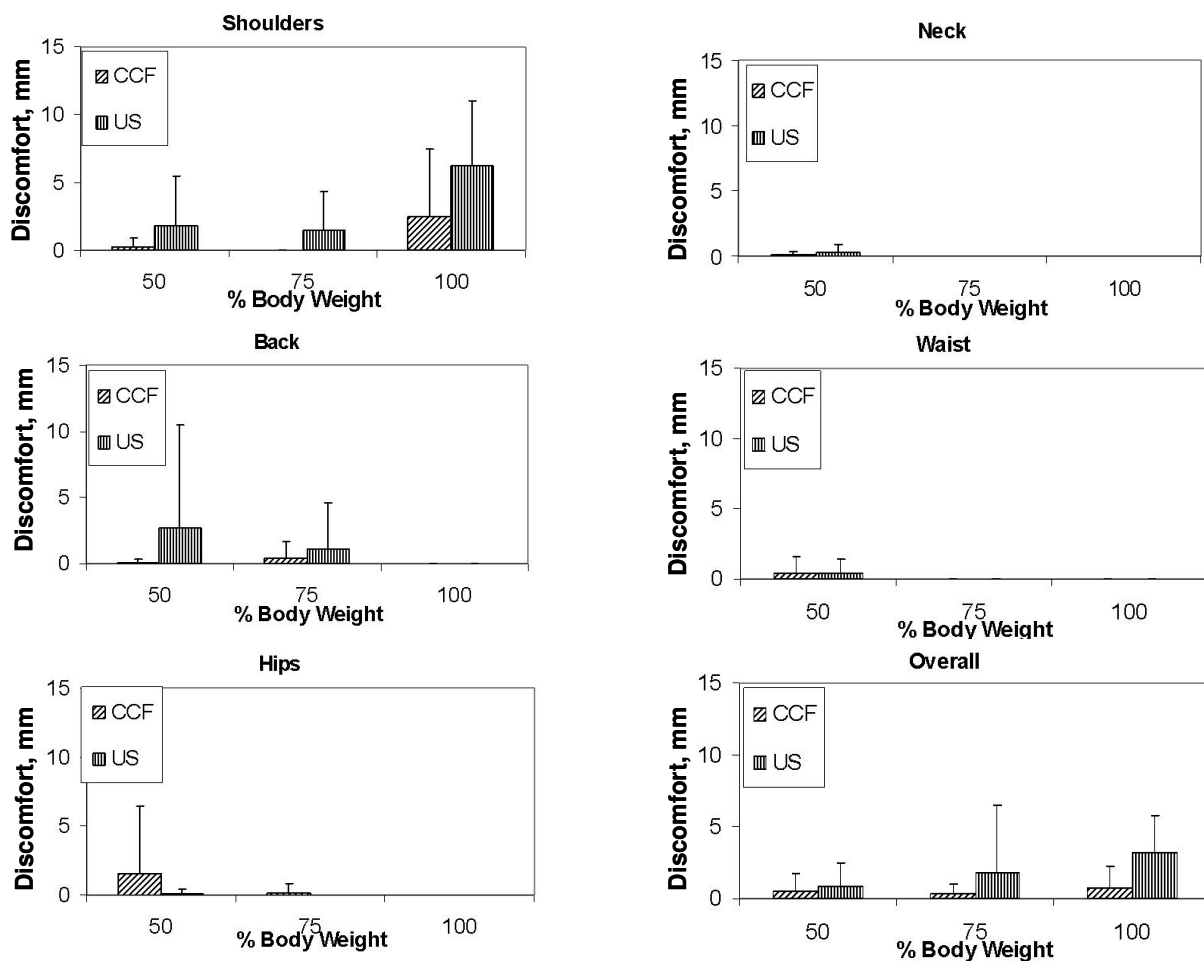 Shoulders
Discomfort, mm
15
10
5
0
CCF
US
50 75 100
% Body Weight
Neck
Discomfort, mm
15
10
5
0
CCF
US
50 75 100
% Body Weight
Back
Discomfort, mm
15
10
5
0
CCF
US
50 75 100
% Body Weight
Waist
Discomfort, mm
15
10
5
0
CCF
US
50 75 100
% Body Weight
Hips
Discomfort, mm
15
10
5
0
CCF
US
50 75 100
% Body Weight
Overall
Discomfort, mm
15
10
5
0
CCF
US
50 75 100
% Body Weight